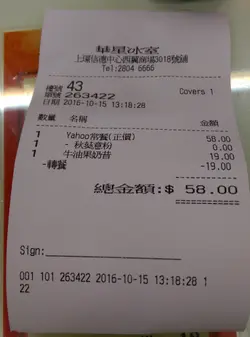 華星冰室
上環信德中心西翼商場301B號舖
Tel:2804 6666
檯號 43
單號 263422 Covers 1
日期 2016-10-15 13:18:28
數量 名稱 金額
1 Yahoo常餐(正價) 58.00
1 - 秋菇意粉 0.00
1 牛油果奶昔 19.00
-轉餐 -19.00
總金額:$ 58.00
Sign:
001 101 263422 2016-10-15 13:18:28 1
22